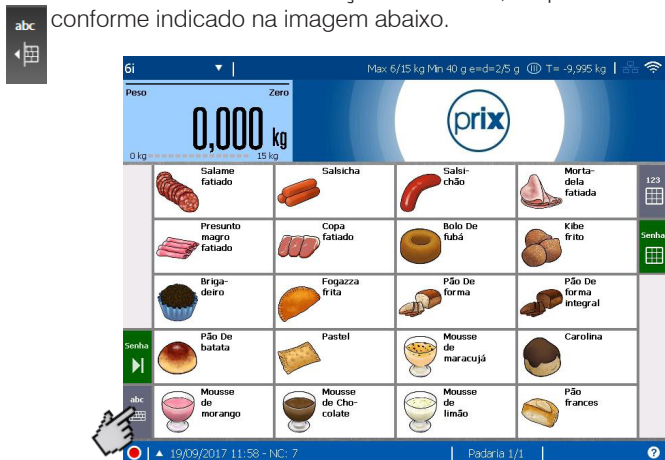 abc
conforme indicado na imagem abaixo.
6i
Max 6/15 kg Min 40 g e=d=2/5 g (III) T= -9,995 kg
Peso
Zero
0,000 kg
0 kg
15 kg
prix
Salame
fatiado
Salsicha
Salsi-
chão
Morta-
dela
fatiada
123
Presunto
magro
fatiado
Copa
fatiado
Bolo De
fubá
Kibe
frito
Senha
Briga-
deiro
Fogazza
frita
Pão De
forma
Pão De
forma
integral
Senha
Pão De
batata
Pastel
Mousse
de
maracujá
Carolina
abc
Mousse
de
morango
Mousse
de Cho-
colate
Mousse
de
limão
Pão
frances
19/09/2017 11:58 - NC: 7
Padaria 1/1
?